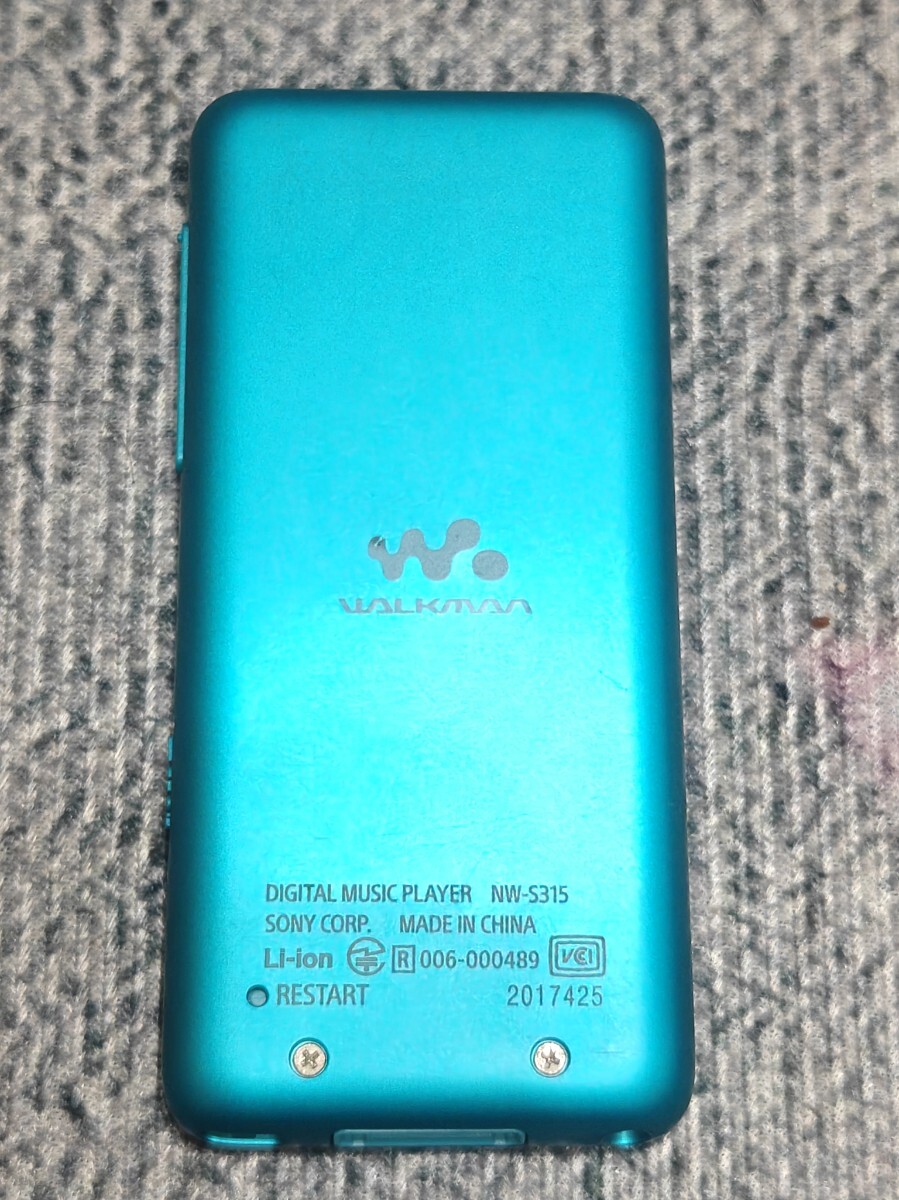 WALKMAN
DIGITAL MUSIC PLAYER NW-S315
SONY CORP. MADE IN CHINA
Li-ion R 006-000489 VCI
RESTART 2017425